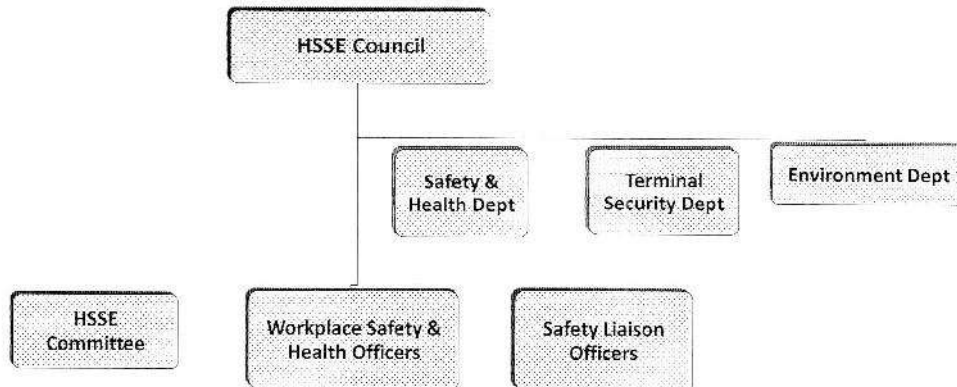 HSSE Council
Safety &
Health Dept
Terminal
Security Dept
Environment Dept
HSSE
Committee
Workplace Safety &
Health Officers
Safety Liaison
Officers